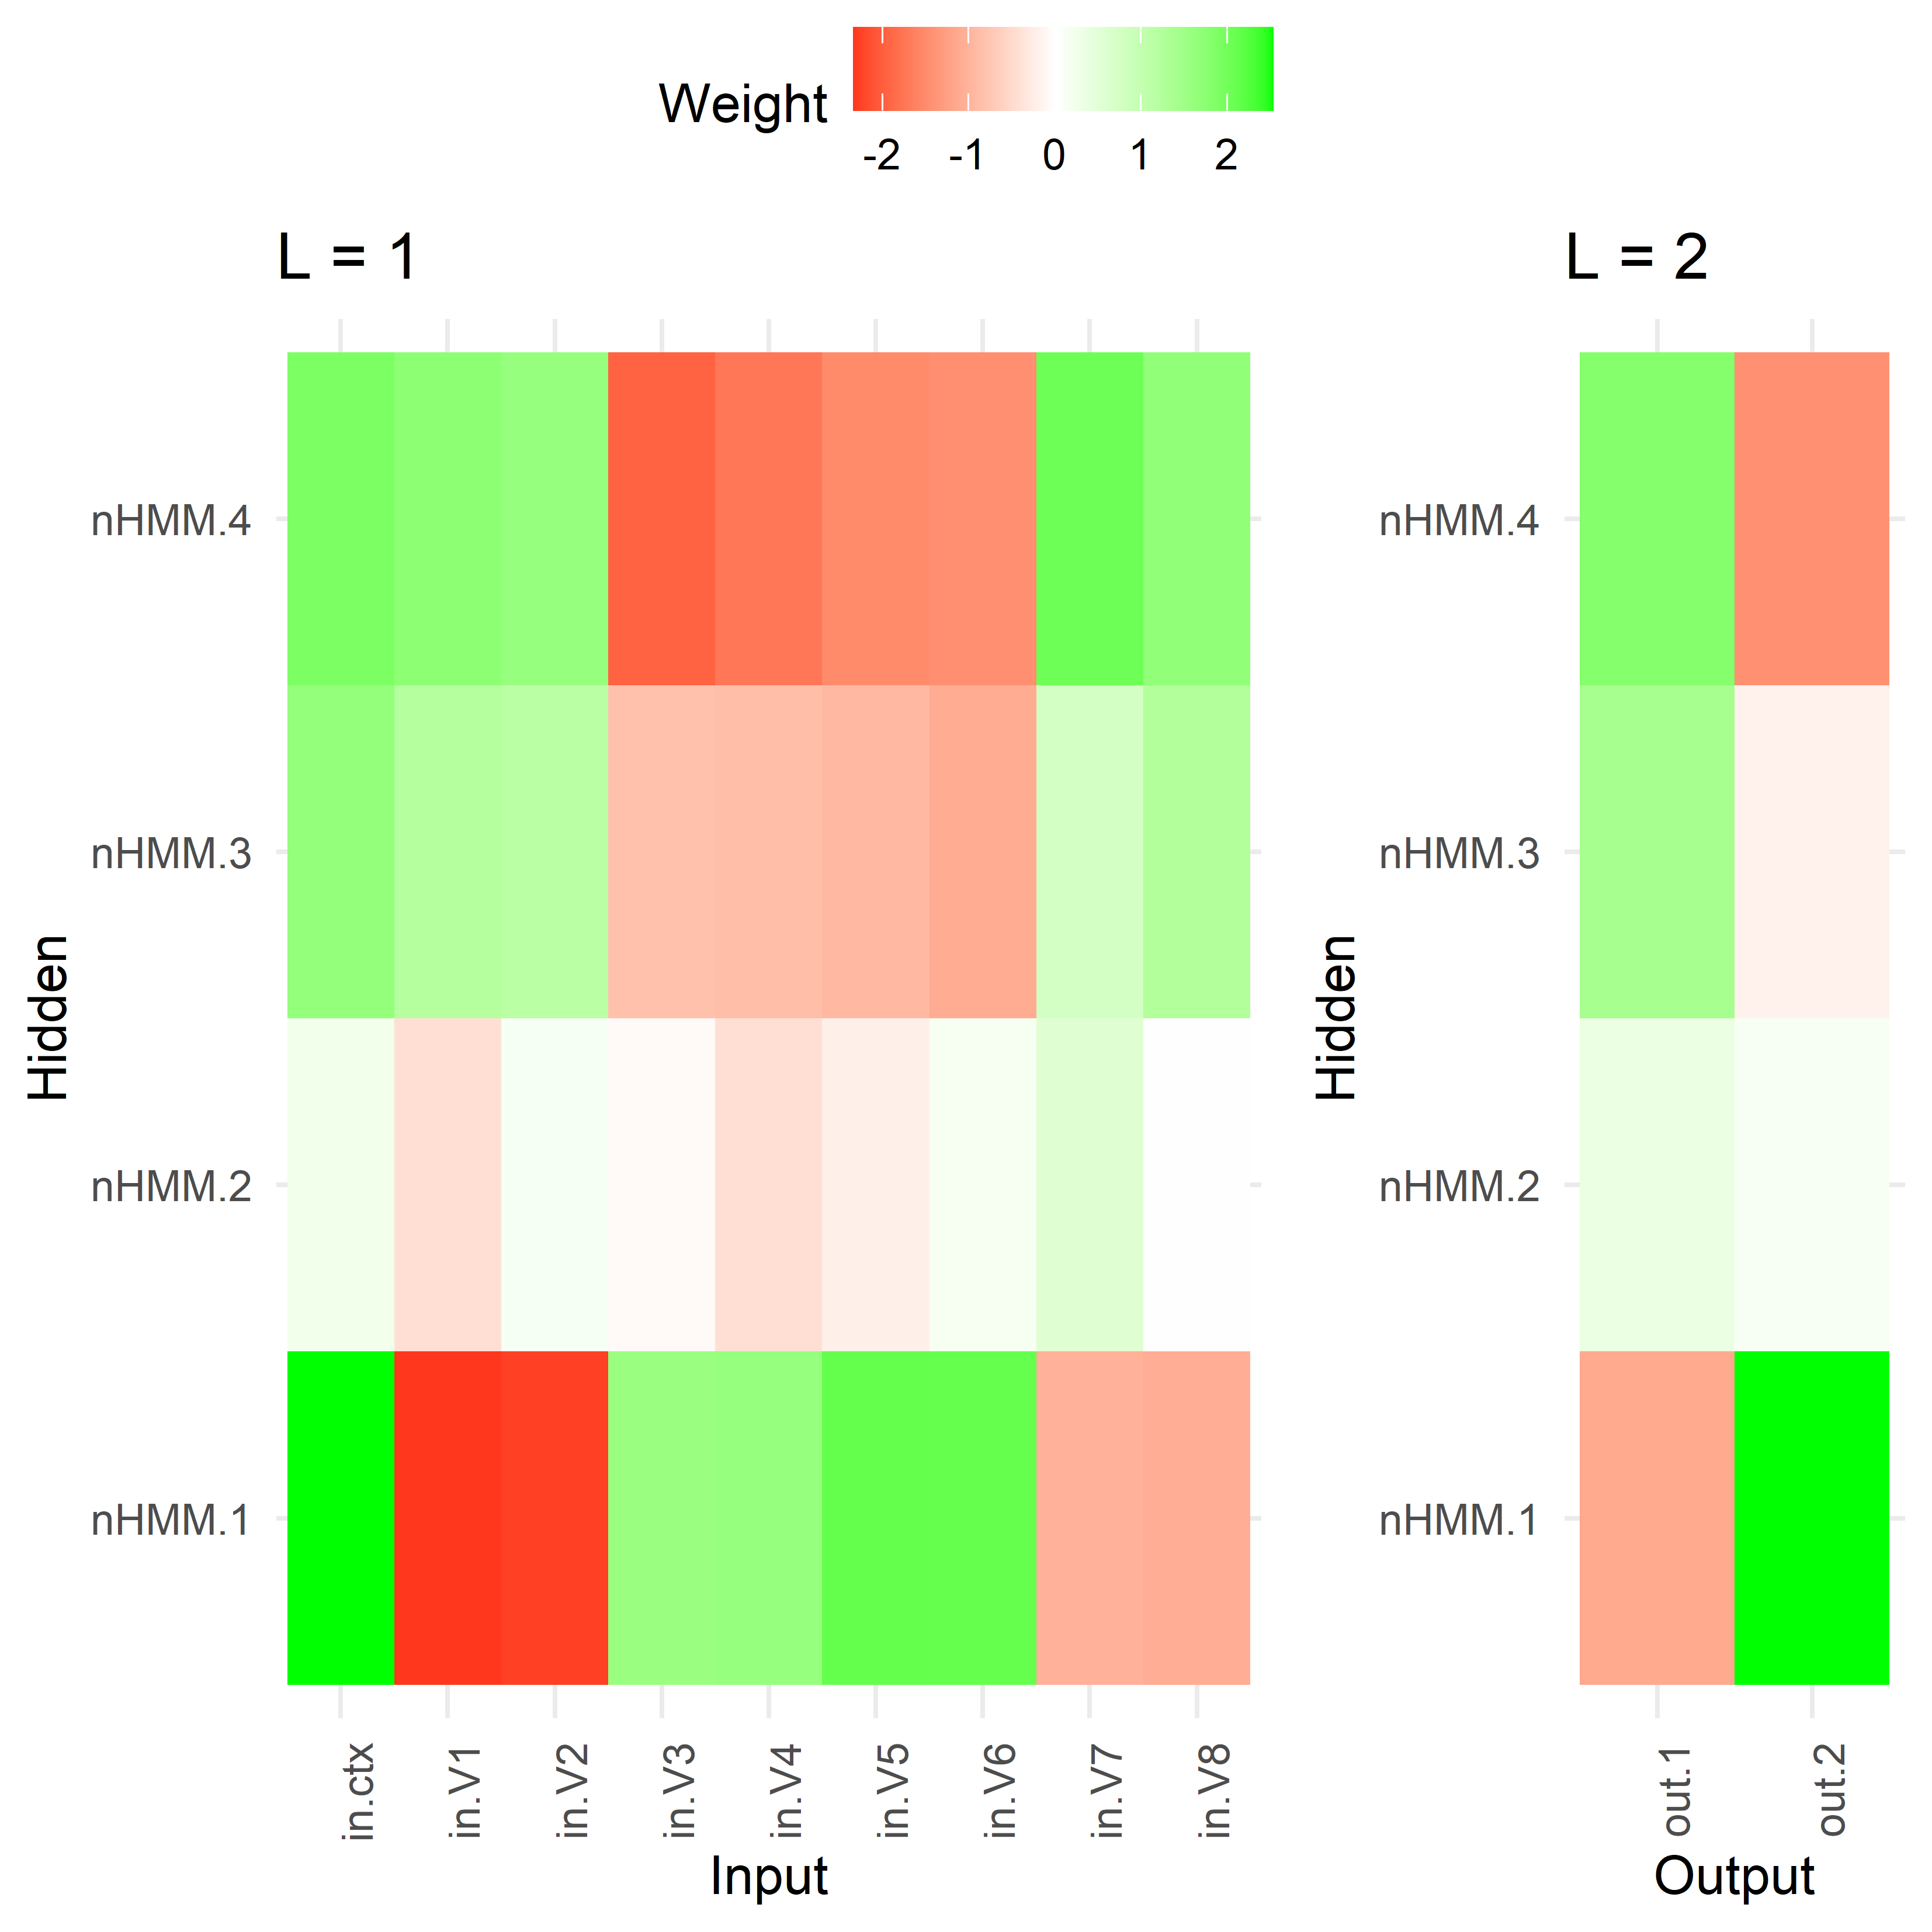 Weight
-2 -1 0 1 2
L = 1
nHMM.4
nHMM.3
nHMM.2
nHMM.1
Hidden
in.ctx in.V1 in.V2 in.V3 in.V4 in.V5 in.V6 in.V7 in.V8
Input
L = 2
nHMM.4
nHMM.3
nHMM.2
nHMM.1
Hidden
out.1 out.2
Output